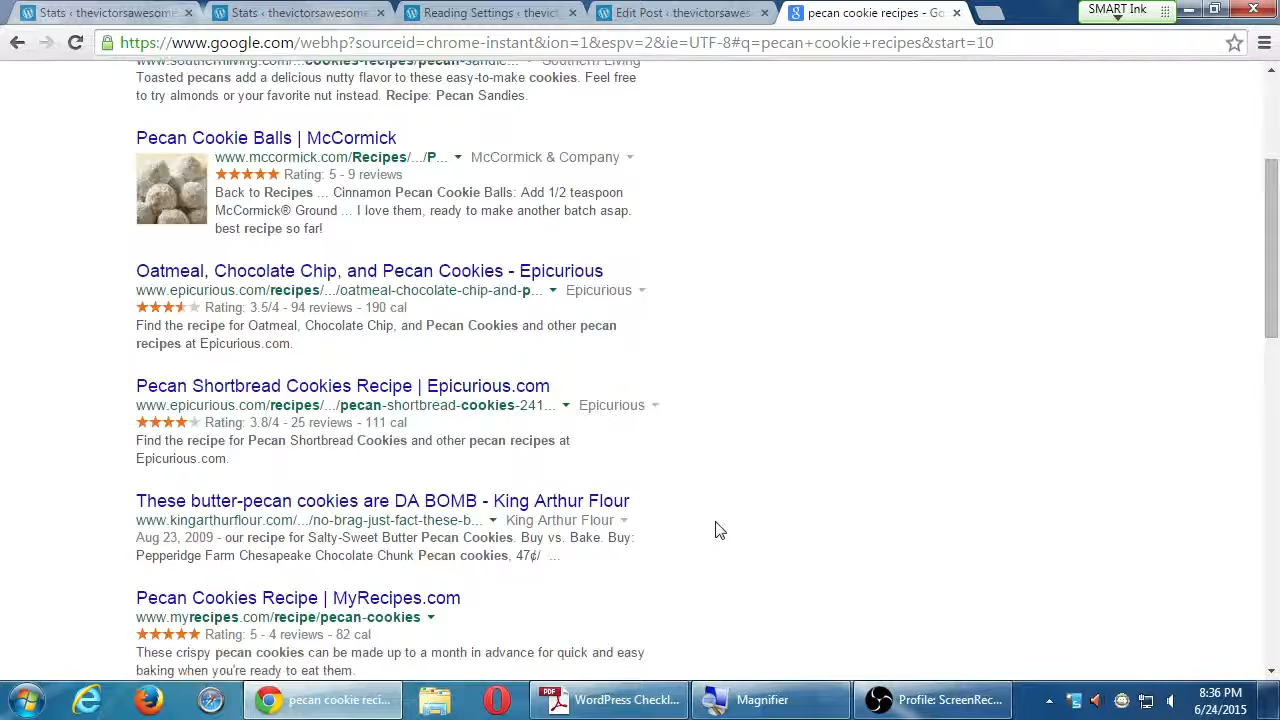 Stats ‹ thevictorsawesome
Stats ‹ thevictorsawesome
Reading Settings ‹ thevict
Edit Post ‹ thevictorsawes
pecan cookie recipes - Go
SMART Ink
https://www.google.com/webhp?sourceid=chrome-instant&ion=1&espv=2&ie=UTF-8#q=pecan+cookie+recipes&start=10
www.southernliving.com/...cookies-recipes/pecan-sandie... Southern Living
Toasted pecans add a delicious nutty flavor to these easy-to-make cookies. Feel free
to try almonds or your favorite nut instead. Recipe: Pecan Sandies.
Pecan Cookie Balls | McCormick
www.mccormick.com/Recipes/.../P... McCormick & Company
Rating: 5 - 9 reviews
Back to Recipes ... Cinnamon Pecan Cookie Balls: Add 1/2 teaspoon
McCormick® Ground ... I love them, ready to make another batch asap.
best recipe so far!
Oatmeal, Chocolate Chip, and Pecan Cookies - Epicurious
www.epicurious.com/recipes/.../oatmeal-chocolate-chip-and-p... Epicurious
Rating: 3.5/4 - 94 reviews - 190 cal
Find the recipe for Oatmeal, Chocolate Chip, and Pecan Cookies and other pecan
recipes at Epicurious.com.
Pecan Shortbread Cookies Recipe | Epicurious.com
www.epicurious.com/recipes/.../pecan-shortbread-cookies-241... Epicurious
Rating: 3.8/4 - 25 reviews - 111 cal
Find the recipe for Pecan Shortbread Cookies and other pecan recipes at
Epicurious.com.
These butter-pecan cookies are DA BOMB - King Arthur Flour
www.kingarthurflour.com/.../no-brag-just-fact-these-b... King Arthur Flour
Aug 23, 2009 - our recipe for Salty-Sweet Butter Pecan Cookies. Buy vs. Bake. Buy:
Pepperidge Farm Chesapeake Chocolate Chunk Pecan cookies, 47¢/ ...
Pecan Cookies Recipe | MyRecipes.com
www.myrecipes.com/recipe/pecan-cookies
Rating: 5 - 4 reviews - 82 cal
These crispy pecan cookies can be made up to a month in advance for quick and easy
baking when you're ready to eat them.
pecan cookie reci...
PDF
WordPress Checkl...
Magnifier
Profile: ScreenRec...
8:36 PM
6/24/2015